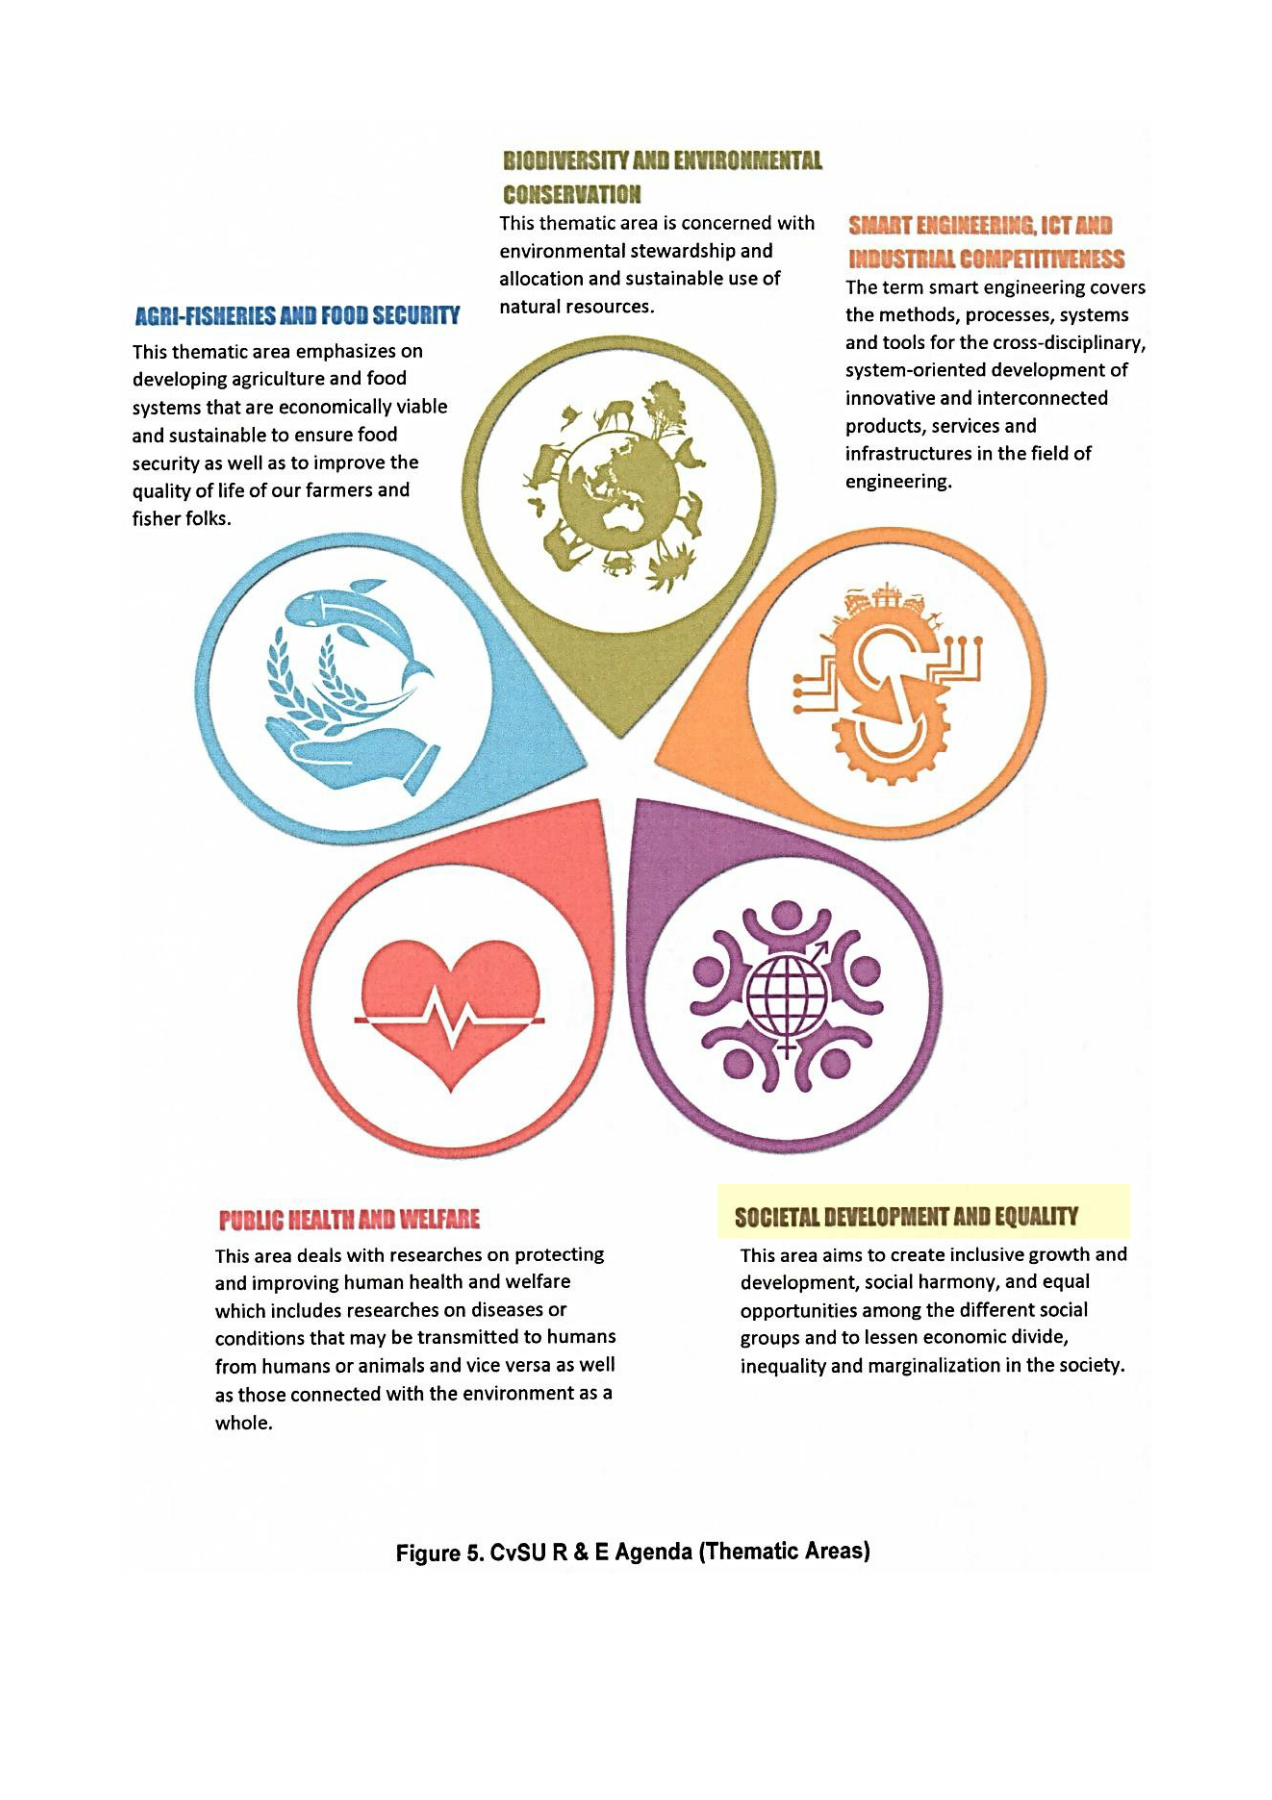 BIODIVERSITY AND ENVIRONMENTAL
CONSERVATION
This thematic area is concerned with
environmental stewardship and
allocation and sustainable use of
natural resources.
SMART ENGINEERING, ICT AND
INDUSTRIAL COMPETITIVENESS
The term smart engineering covers
the methods, processes, systems
and tools for the cross-disciplinary,
system-oriented development of
innovative and interconnected
products, services and
infrastructures in the field of
engineering.
AGRI-FISHERIES AND FOOD SECURITY
This thematic area emphasizes on
developing agriculture and food
systems that are economically viable
and sustainable to ensure food
security as well as to improve the
quality of life of our farmers and
fisher folks.
PUBLIC HEALTH AND WELFARE
This area deals with researches on protecting
and improving human health and welfare
which includes researches on diseases or
conditions that may be transmitted to humans
from humans or animals and vice versa as well
as those connected with the environment as a
whole.
SOCIETAL DEVELOPMENT AND EQUALITY
This area aims to create inclusive growth and
development, social harmony, and equal
opportunities among the different social
groups and to lessen economic divide,
inequality and marginalization in the society.
Figure 5. CvSU R & E Agenda (Thematic Areas)